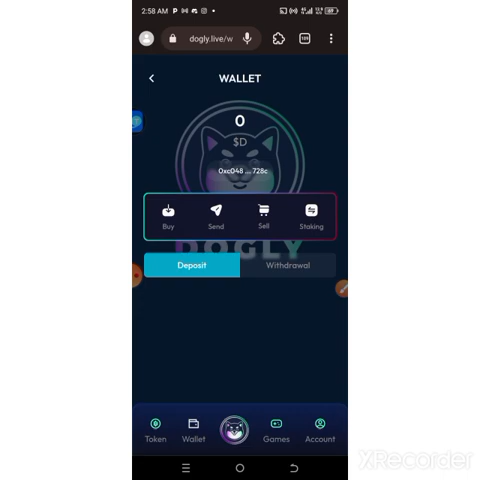 2:58 AM
dogly.live/w
109
WALLET
0
$D
0xc048 ... 728c
Buy Send Sell Staking
DOGLY
Deposit Withdrawal
Token Wallet Games Account
XRecorder